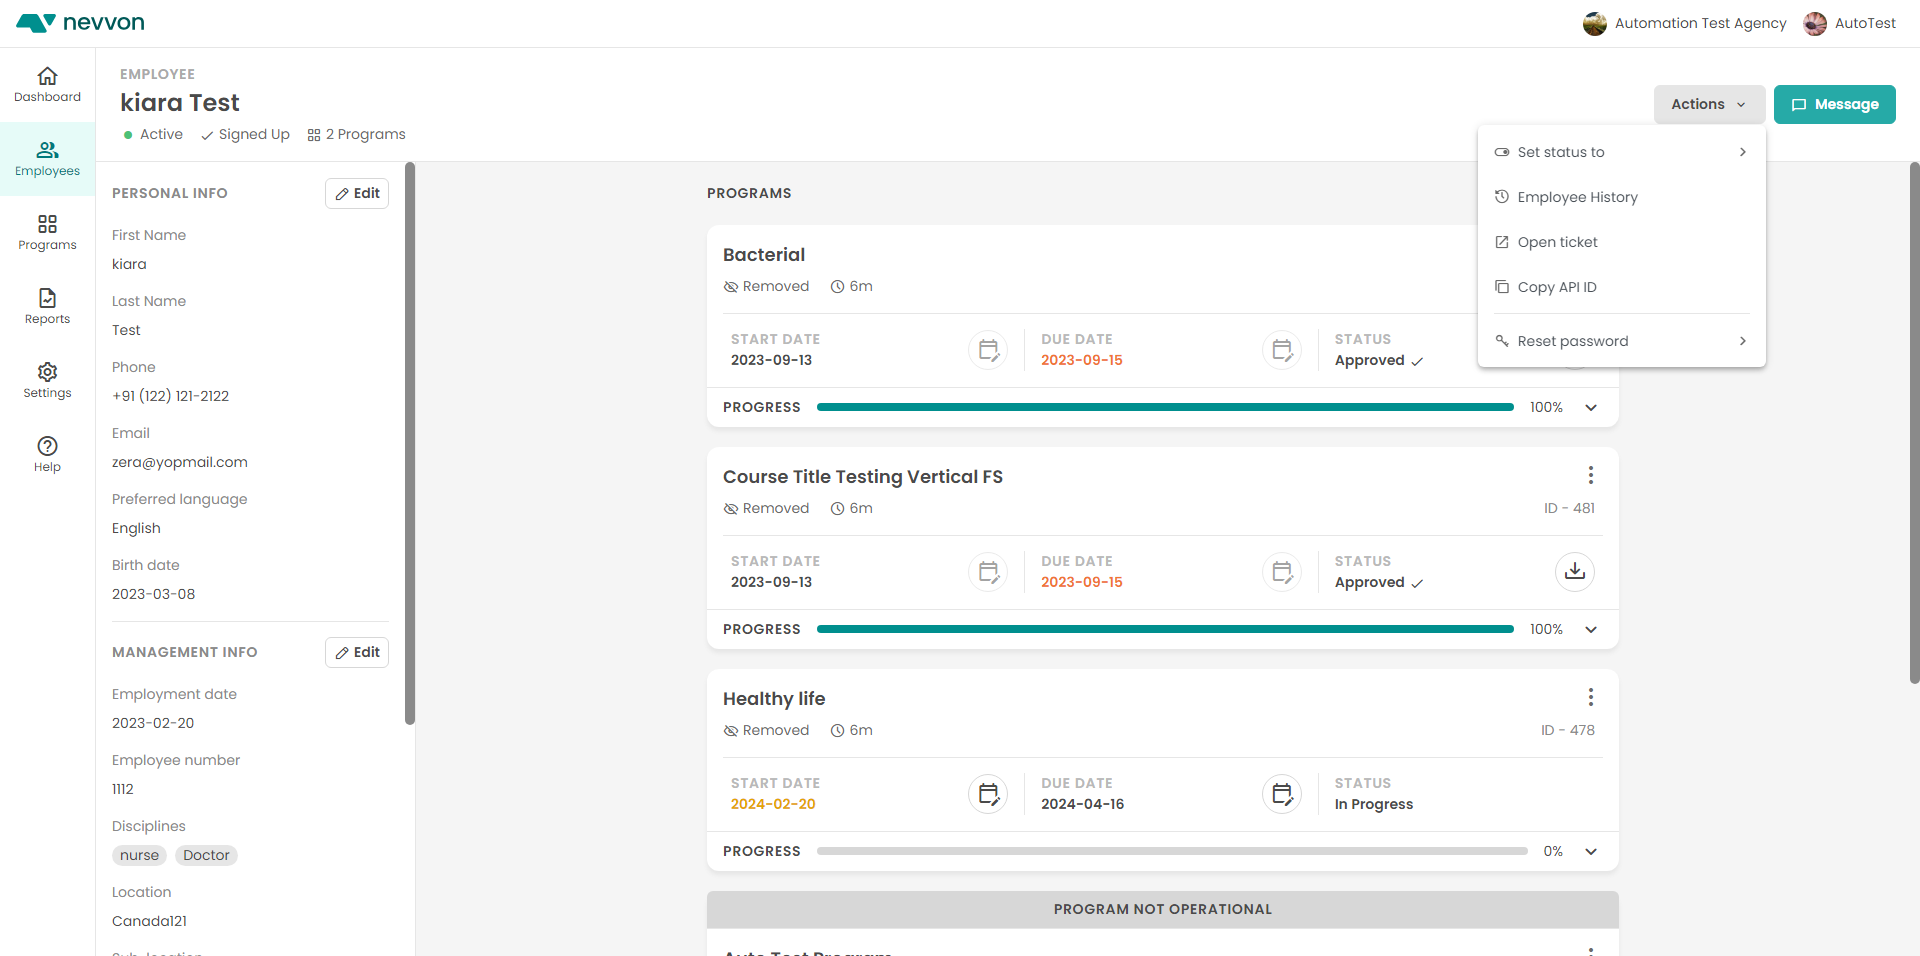 nevvon
Automation Test Agency
AutoTest
Dashboard
Employees
Programs
Reports
Settings
Help
EMPLOYEE
kiara Test
Active
Signed Up
2 Programs
Actions
Message
Set status to
Employee History
Open ticket
Copy API ID
Reset password
PERSONAL INFO
Edit
First Name
kiara
Last Name
Test
Phone
+91 (122) 121-2122
Email
zera@yopmail.com
Preferred language
English
Birth date
2023-03-08
MANAGEMENT INFO
Edit
Employment date
2023-02-20
Employee number
1112
Disciplines
nurse Doctor
Location
Canada121
Sub-location
PROGRAMS
Bacterial
Removed 6m
START DATE
2023-09-13
DUE DATE
2023-09-15
STATUS
Approved
PROGRESS 100%
Course Title Testing Vertical FS
Removed 6m
ID - 481
START DATE
2023-09-13
DUE DATE
2023-09-15
STATUS
Approved
PROGRESS 100%
Healthy life
Removed 6m
ID - 478
START DATE
2024-02-20
DUE DATE
2024-04-16
STATUS
In Progress
PROGRESS 0%
PROGRAM NOT OPERATIONAL
Auto Test Program